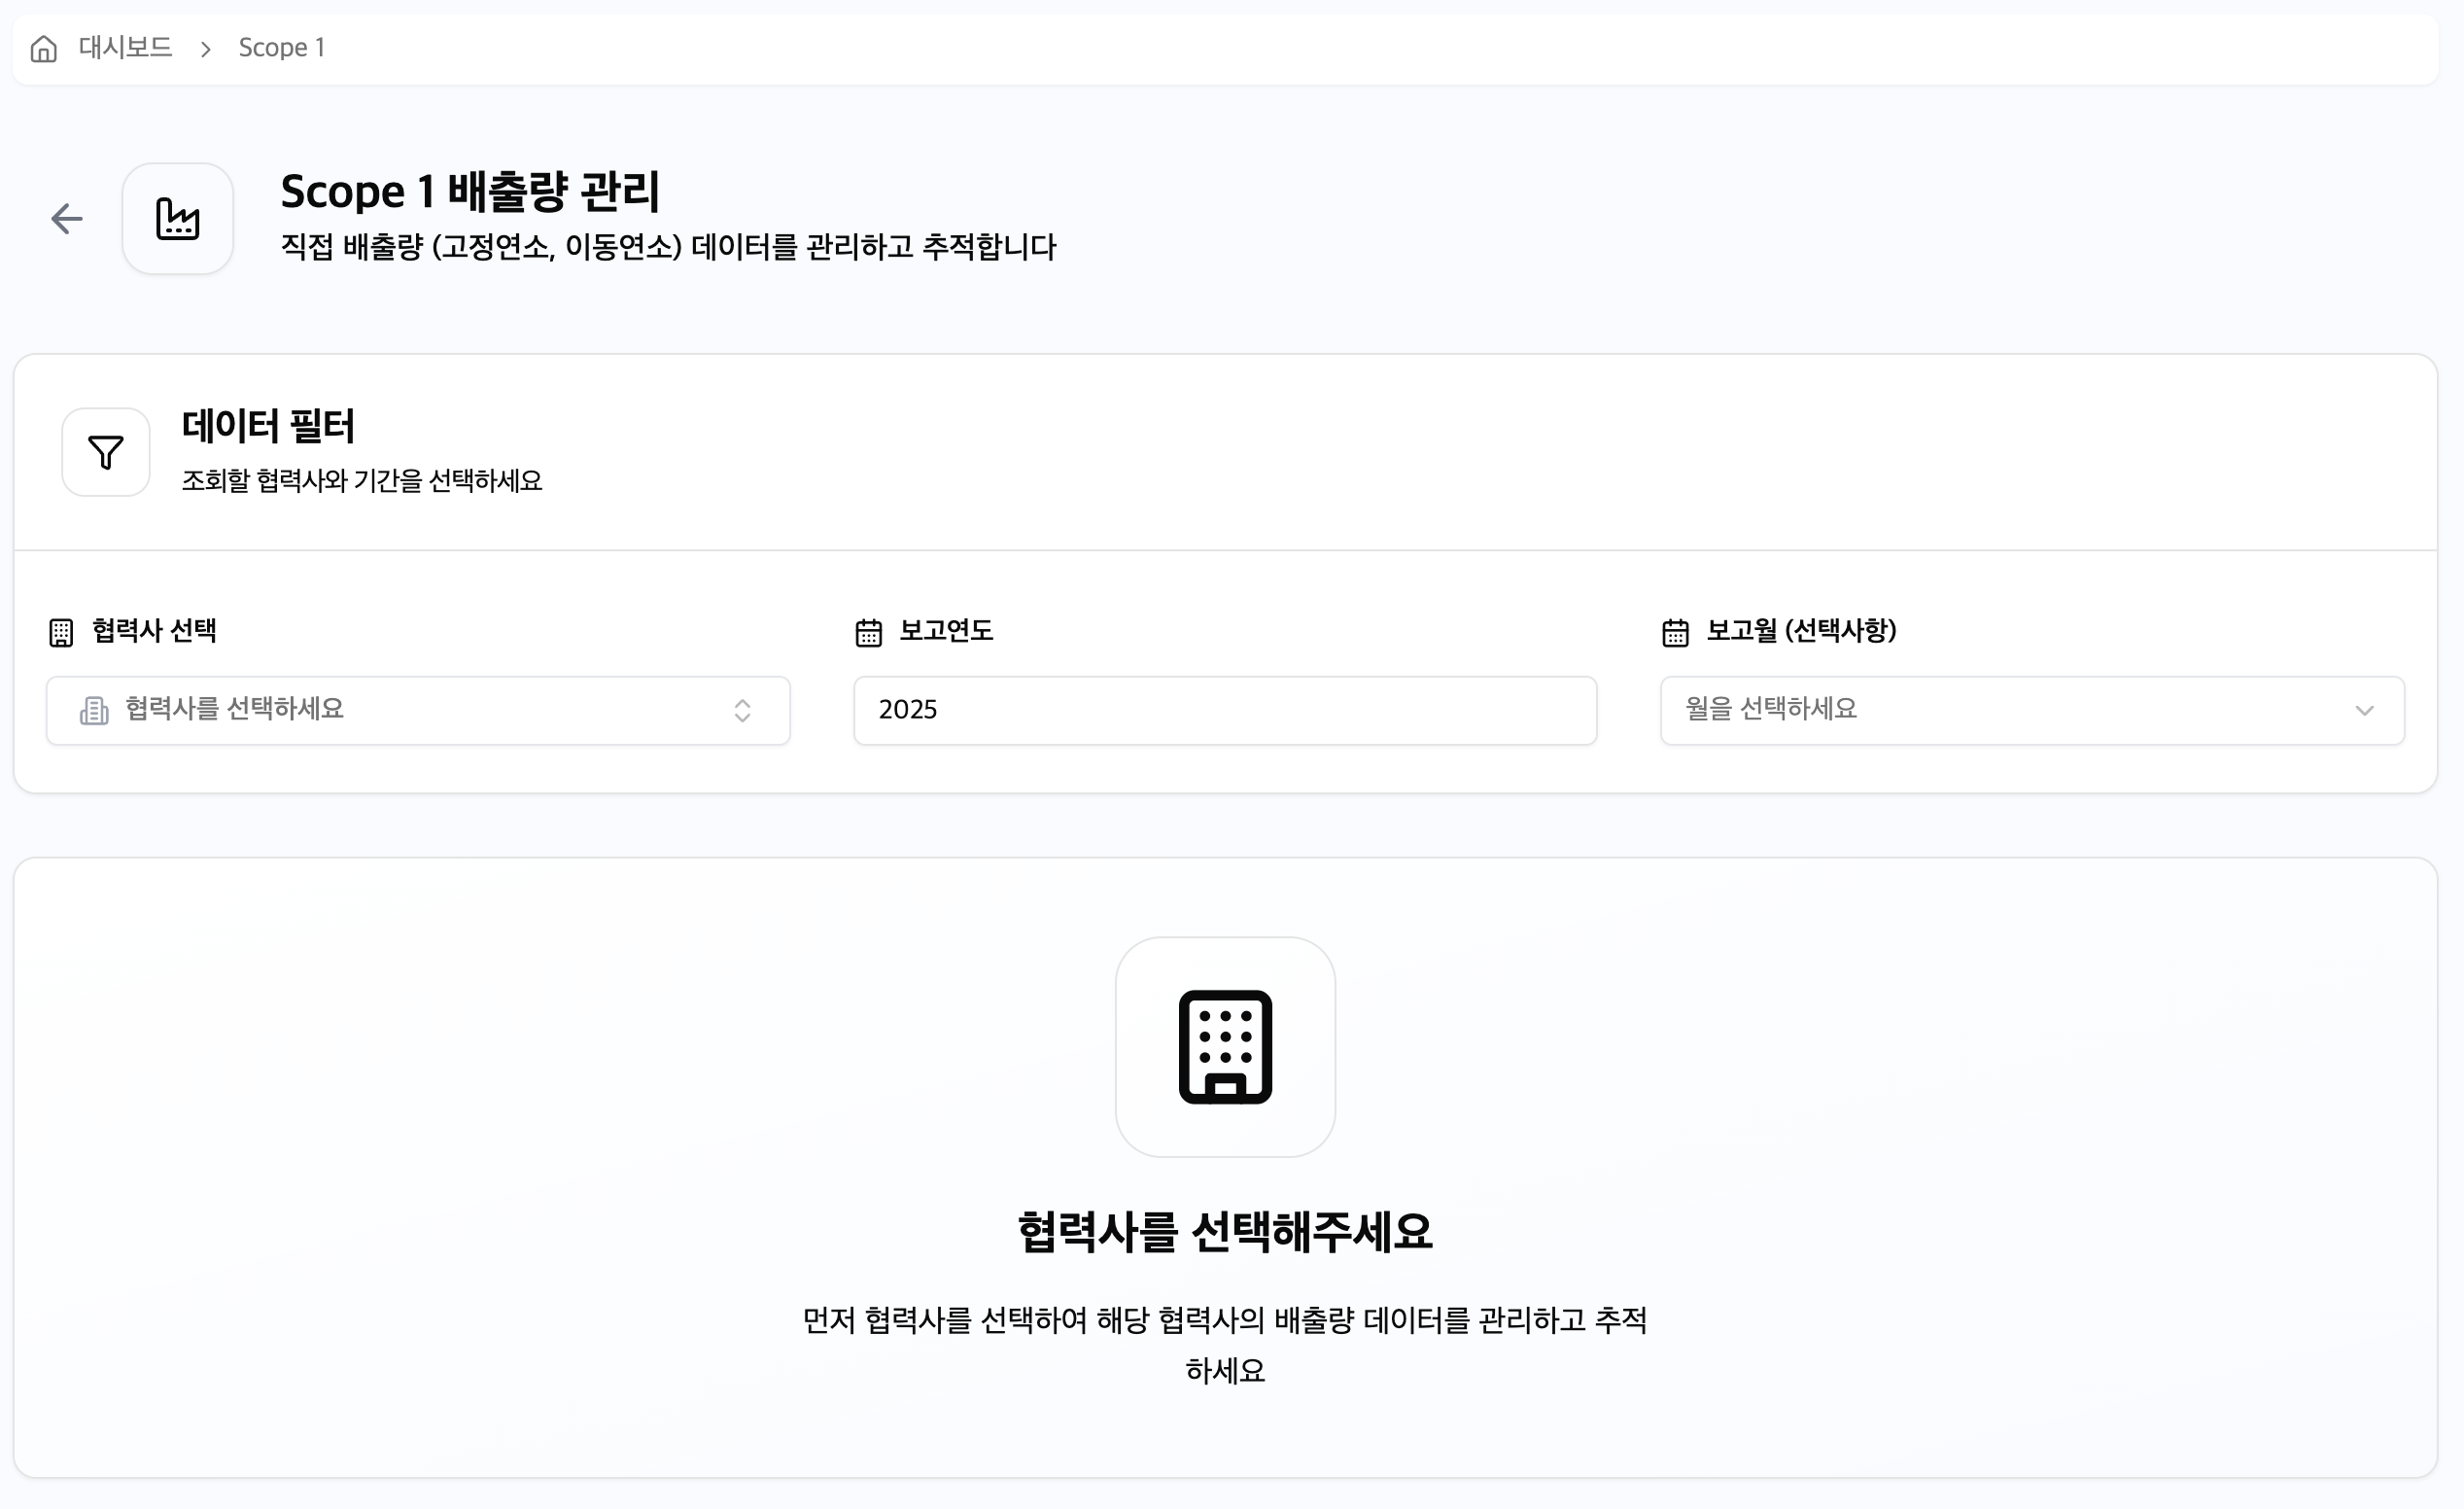 대시보드 > Scope 1
Scope 1 배출량 관리
직접 배출량 (고정연소, 이동연소) 데이터를 관리하고 추적합니다
데이터 필터
조회할 협력사와 기간을 선택하세요
협력사 선택
협력사를 선택하세요
보고연도
2025
보고월 (선택사항)
월을 선택하세요
협력사를 선택해주세요
먼저 협력사를 선택하여 해당 협력사의 배출량 데이터를 관리하고 추적
하세요